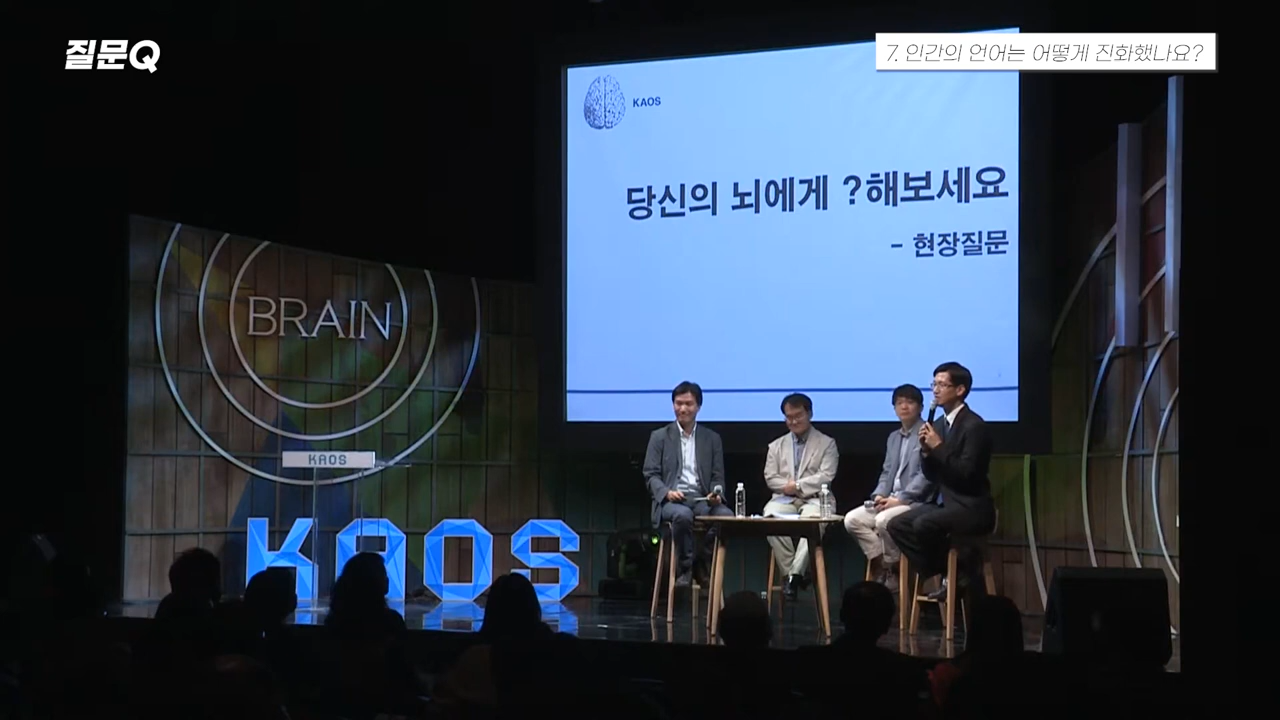 질문Q
7. 인간의 언어는 어떻게 진화했나요?
KAOS
당신의 뇌에게 ?해보세요
- 현장질문
BRAIN
KAOS
KAOS